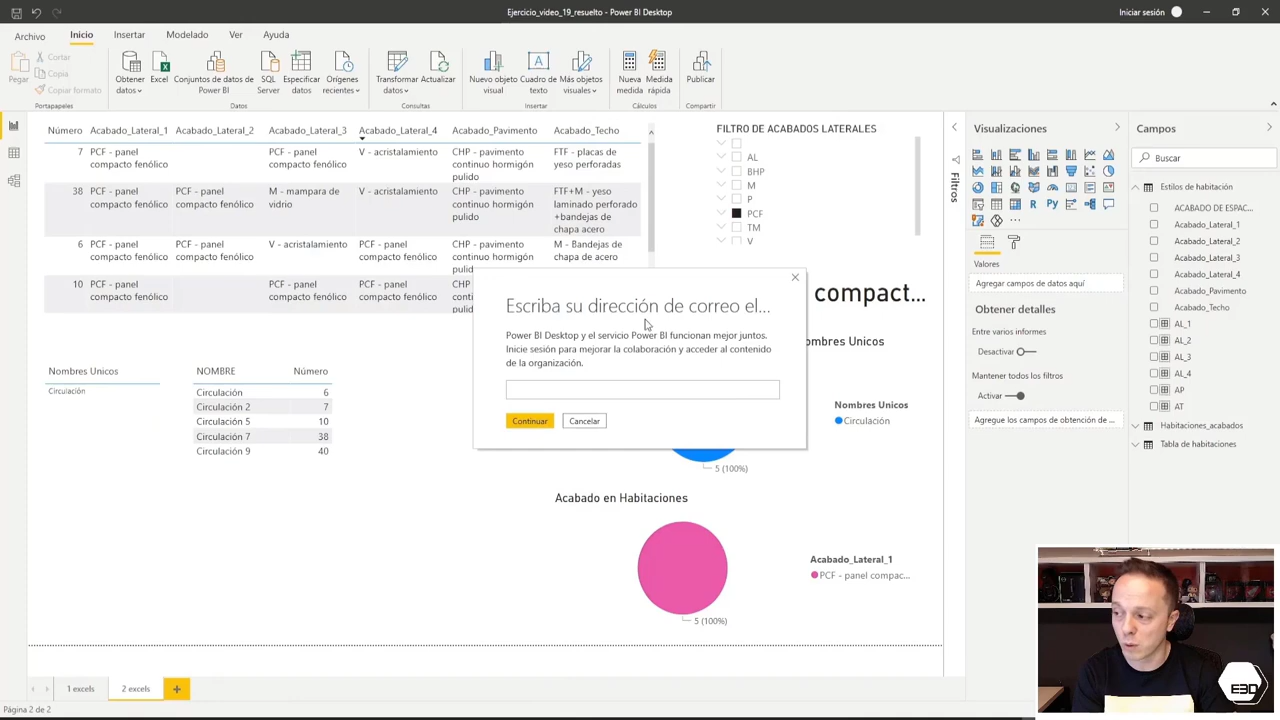 Ejercicio_video_19_resuelto - Power BI Desktop
Iniciar sesión
Archivo
Inicio
Insertar
Modelado
Ver
Ayuda
Pegar
Cortar
Copia
Copiar formato
Portapapeles
Obtener datos
Excel
Conjuntos de datos de Power BI
SQL Server
Especificar datos
Orígenes recientes
Datos
Transformar datos
Actualizar
Consultas
Nuevo objeto visual
Cuadro de texto
Más objetos visuales
Insertar
Nueva medida
Medida rápida
Cálculos
Publicar
Compartir
Número Acabado_Lateral_1 Acabado_Lateral_2 Acabado_Lateral_3 Acabado_Lateral_4 Acabado_Pavimento Acabado_Techo
7 PCF - panel PCF - panel V - acristalamiento CHP - pavimento FTF - placas de
compacto fenólico compacto fenólico continuo hormigón yeso perforadas
pulido
38 PCF - panel PCF - panel M - mampara de V - acristalamiento CHP - pavimento FTF+M - yeso
compacto fenólico compacto fenólico vidrio continuo hormigón laminado perforado
pulido +bandejas de
chapa acero
6 PCF - panel PCF - panel V - acristalamiento PCF - panel CHP - pavimento M - Bandejas de
compacto fenólico compacto fenólico compacto fenólico continuo hormigón chapa de acero
pulido
10 PCF - panel PCF - panel PCF - panel CHP
compacto fenólico compacto fenólico compacto fenólico
FILTRO DE ACABADOS LATERALES
AL
BHP
M
P
PCF
TM
V
compact...
Escriba su dirección de correo el...
Power BI Desktop y el servicio Power BI funcionan mejor juntos.
Inicie sesión para mejorar la colaboración y acceder al contenido
de la organización.
Continuar
Cancelar
ombres Unicos
Nombres Unicos
Circulación
5 (100%)
Nombres Unicos
Circulación
NOMBRE Número
Circulación 6
Circulación 2 7
Circulación 5 10
Circulación 7 38
Circulación 9 40
Acabado en Habitaciones
Acabado_Lateral_1
PCF - panel compac...
5 (100%)
Filtros
Visualizaciones
R
Py
Valores
Agregar campos de datos aquí
Obtener detalles
Entre varios informes
Desactivar
Mantener todos los filtros
Activar
Agregue los campos de obtención de ...
Campos
Buscar
Estilos de habitación
ACABADO DE ESPAC...
Acabado_Lateral_1
Acabado_Lateral_2
Acabado_Lateral_3
Acabado_Lateral_4
Acabado_Pavimento
Acabado_Techo
AL_1
AL_2
AL_3
AL_4
AP
AT
Habitaciones_acabados
Tabla de habitaciones
1 excels
2 excels
Página 2 de 2
E3D